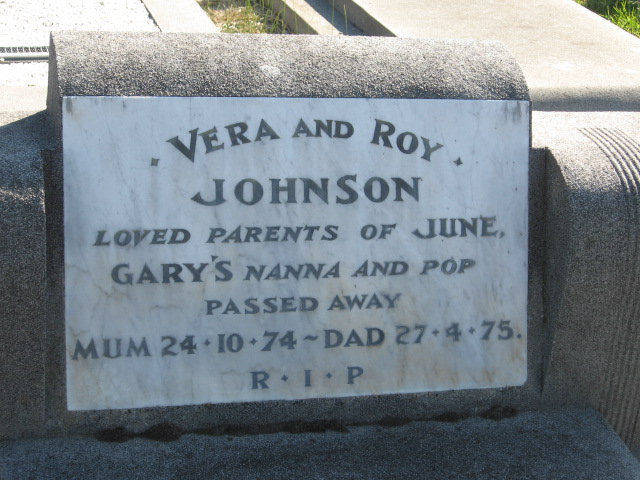 · VERA AND ROY ·
JOHNSON
LOVED PARENTS OF JUNE,
GARY'S NANNA AND POP
PASSED AWAY
MUM 24·10·74 ~ DAD 27·4·75.
R · I · P